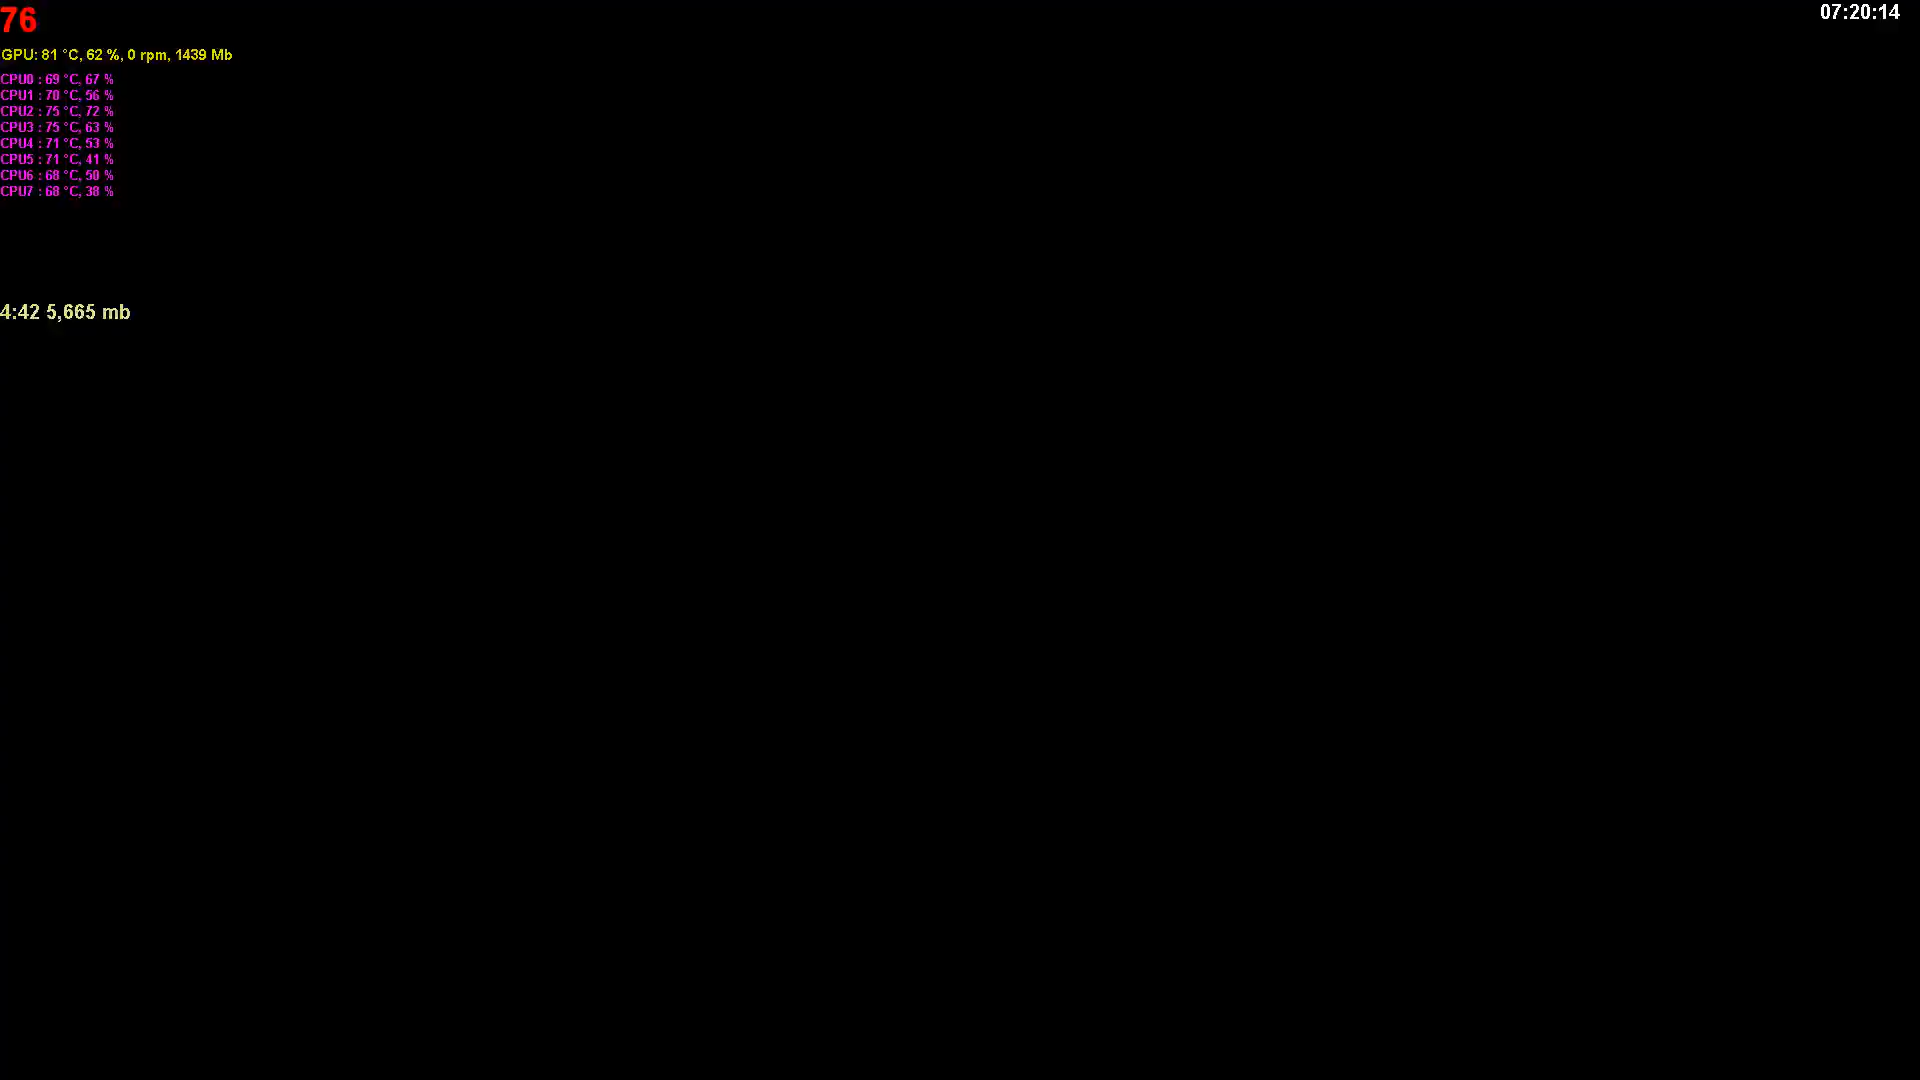 76
07:20:14
GPU: 81 °C, 62 %, 0 rpm, 1439 Mb
CPU0 : 69 °C, 67 %
CPU1 : 70 °C, 56 %
CPU2 : 75 °C, 72 %
CPU3 : 75 °C, 63 %
CPU4 : 71 °C, 53 %
CPU5 : 71 °C, 41 %
CPU6 : 68 °C, 50 %
CPU7 : 68 °C, 38 %
4:42 5,665 mb